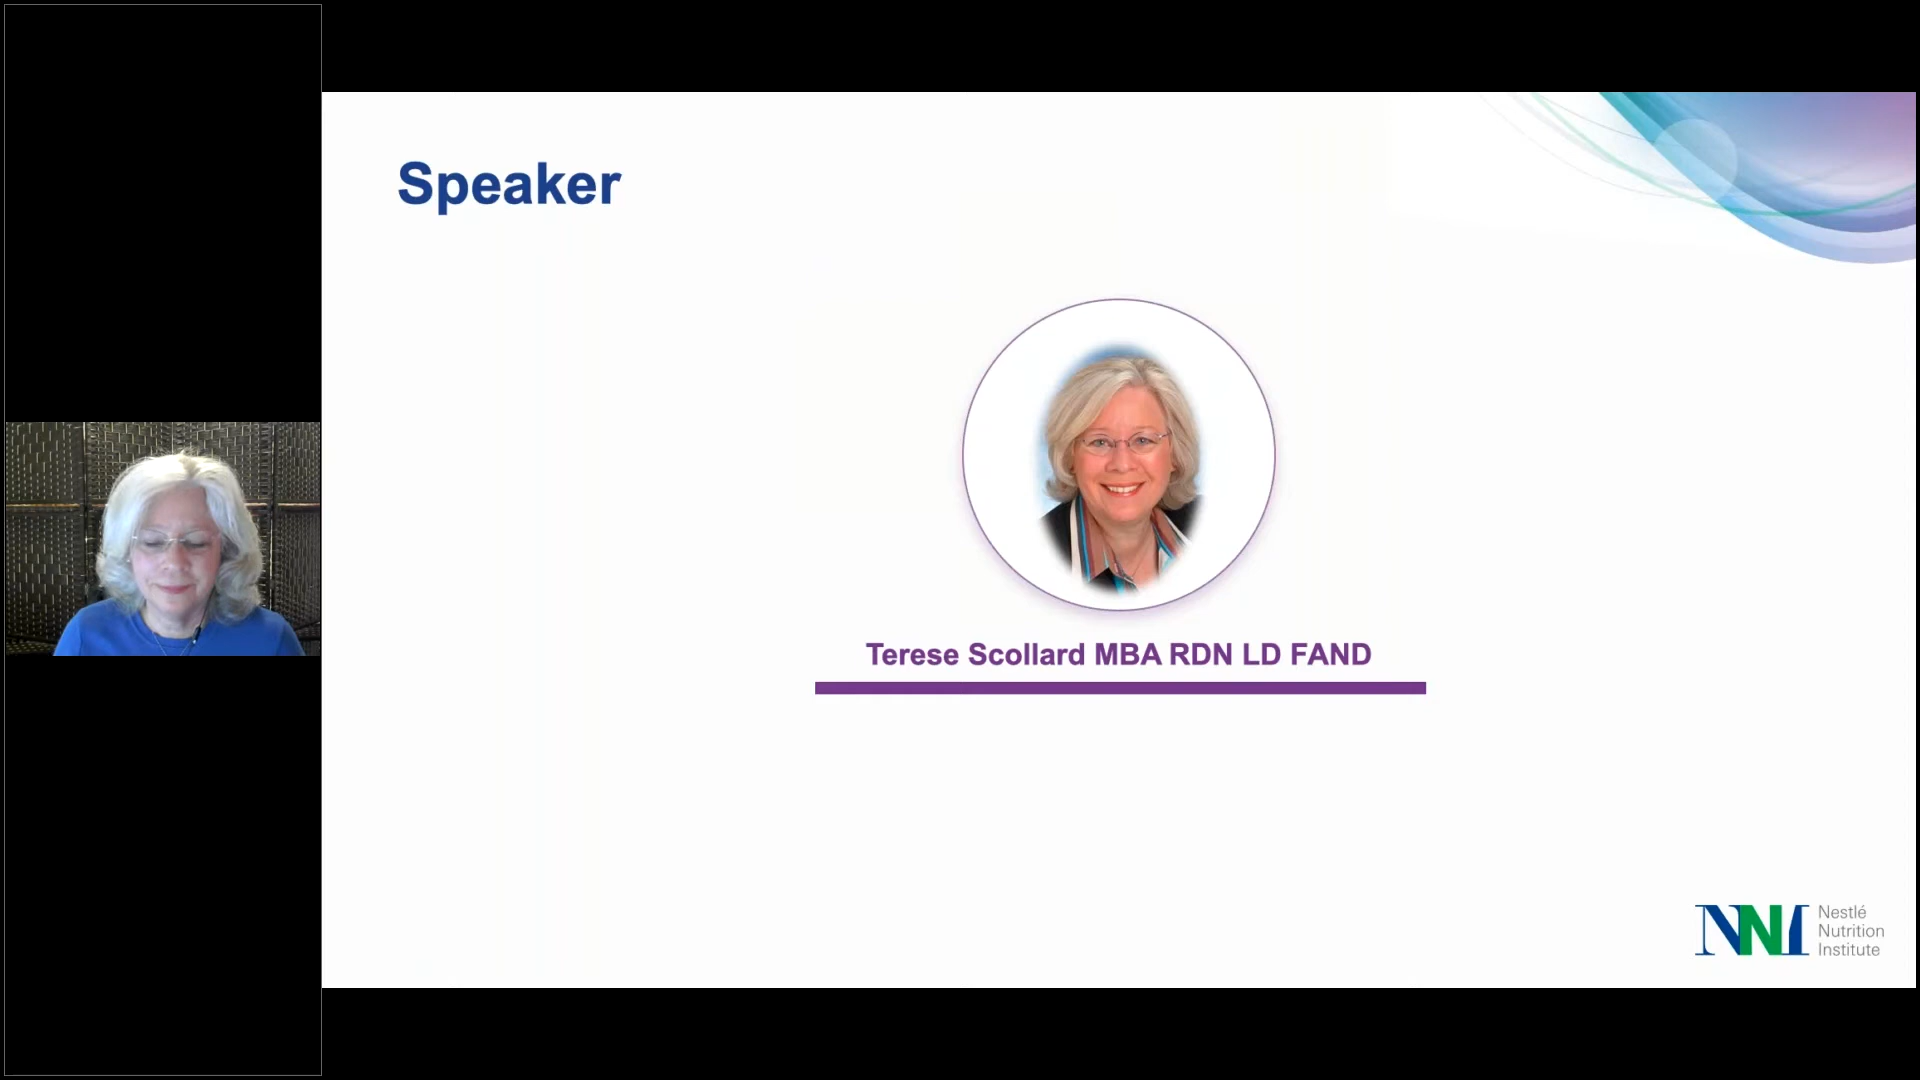 Speaker
Terese Scollard MBA RDN LD FAND
NNI
Nestlé
Nutrition
Institute